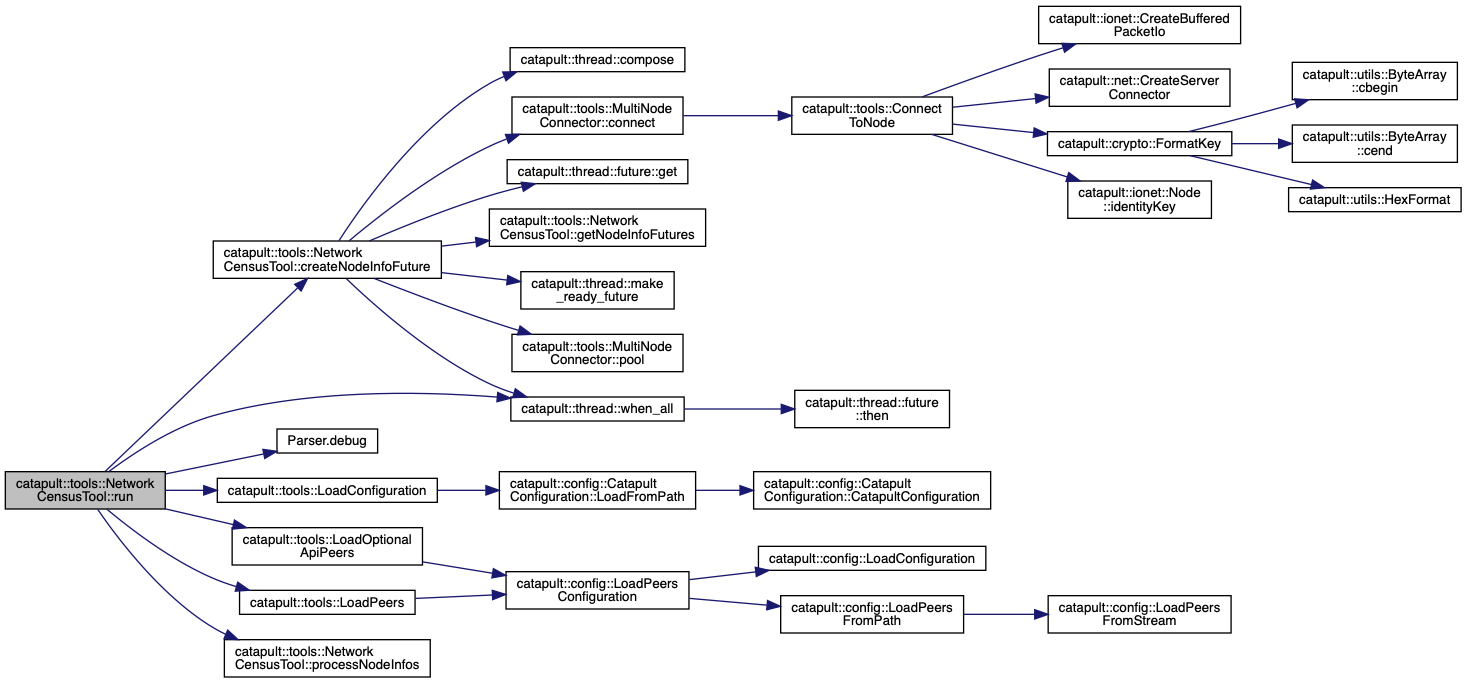 catapult::tools::Network
CensusTool::run
catapult::tools::Network
CensusTool::createNodeInfoFuture
catapult::thread::compose
catapult::tools::MultiNode
Connector::connect
catapult::tools::Connect
ToNode
catapult::ionet::CreateBuffered
PacketIo
catapult::net::CreateServer
Connector
catapult::crypto::FormatKey
catapult::utils::ByteArray
::cbegin
catapult::utils::ByteArray
::cend
catapult::utils::HexFormat
catapult::ionet::Node
::identityKey
catapult::thread::future::get
catapult::tools::Network
CensusTool::getNodeInfoFutures
catapult::thread::make
_ready_future
catapult::tools::MultiNode
Connector::pool
catapult::thread::when_all
catapult::thread::future
::then
Parser.debug
catapult::tools::LoadConfiguration
catapult::config::Catapult
Configuration::LoadFromPath
catapult::config::Catapult
Configuration::CatapultConfiguration
catapult::tools::LoadOptional
ApiPeers
catapult::config::LoadPeers
Configuration
catapult::config::LoadConfiguration
catapult::config::LoadPeers
FromPath
catapult::config::LoadPeers
FromStream
catapult::tools::LoadPeers
catapult::tools::Network
CensusTool::processNodeInfos